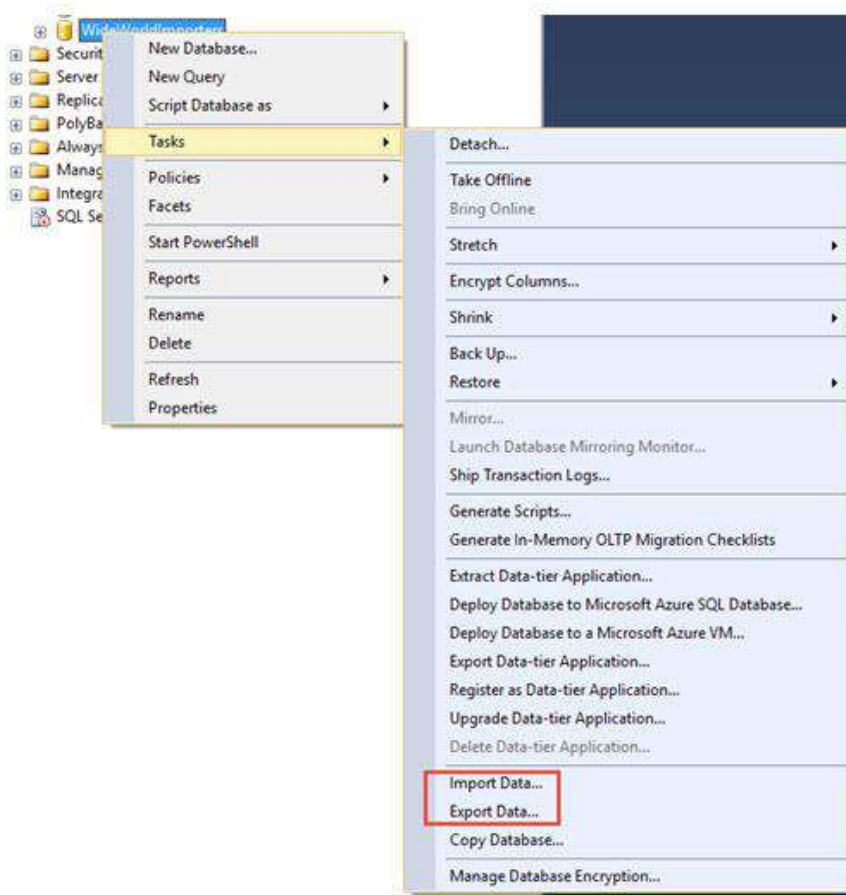 WideWorldImporters
Securit
Server
Replica
PolyBa
Always
Manag
Integra
SQL Se
New Database...
New Query
Script Database as
Tasks
Policies
Facets
Start PowerShell
Reports
Rename
Delete
Refresh
Properties
Detach...
Take Offline
Bring Online
Stretch
Encrypt Columns...
Shrink
Back Up...
Restore
Mirror...
Launch Database Mirroring Monitor...
Ship Transaction Logs...
Generate Scripts...
Generate In-Memory OLTP Migration Checklists
Extract Data-tier Application...
Deploy Database to Microsoft Azure SQL Database...
Deploy Database to a Microsoft Azure VM...
Export Data-tier Application...
Register as Data-tier Application...
Upgrade Data-tier Application...
Delete Data-tier Application...
Import Data...
Export Data...
Copy Database...
Manage Database Encryption...